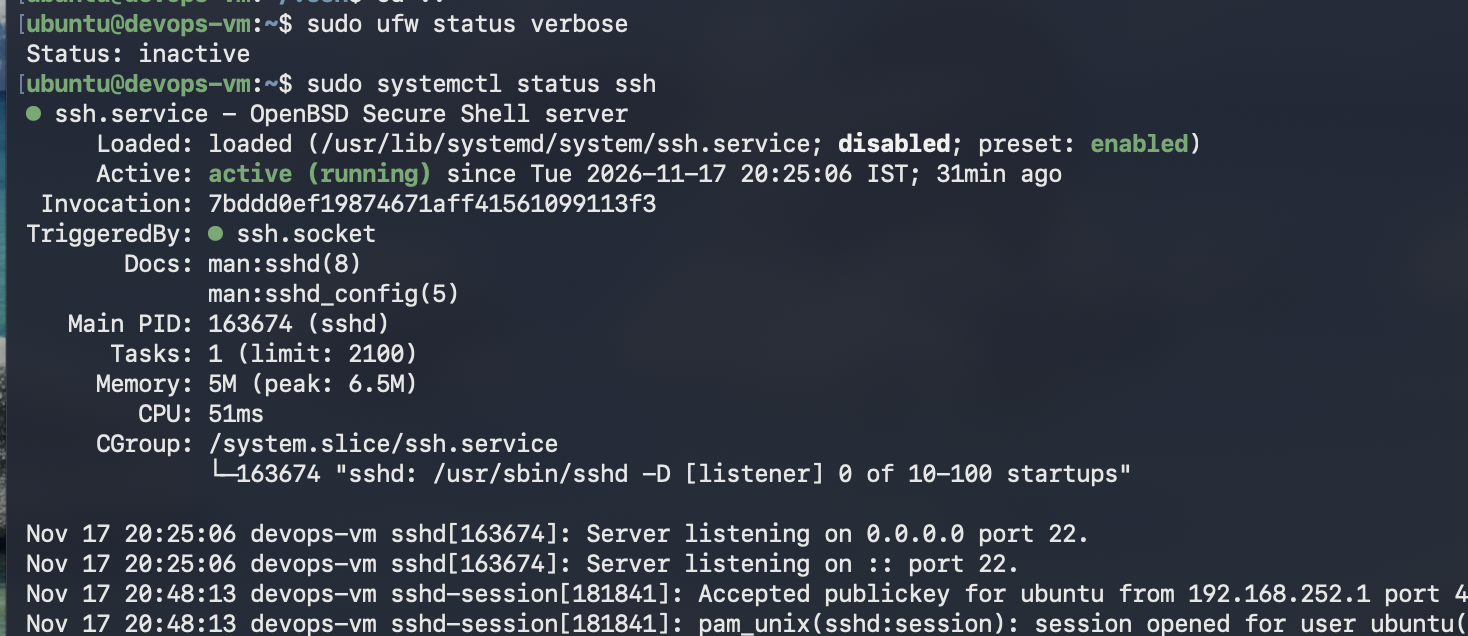 [ubuntu@devops-vm:~$ sudo ufw status verbose
Status: inactive
[ubuntu@devops-vm:~$ sudo systemctl status ssh
● ssh.service - OpenBSD Secure Shell server
Loaded: loaded (/usr/lib/systemd/system/ssh.service; disabled; preset: enabled)
Active: active (running) since Tue 2026-11-17 20:25:06 IST; 31min ago
Invocation: 7bddd0ef19874671aff41561099113f3
TriggeredBy: ● ssh.socket
Docs: man:sshd(8)
man:sshd_config(5)
Main PID: 163674 (sshd)
Tasks: 1 (limit: 2100)
Memory: 5M (peak: 6.5M)
CPU: 51ms
CGroup: /system.slice/ssh.service
└─163674 "sshd: /usr/sbin/sshd -D [listener] 0 of 10-100 startups"
Nov 17 20:25:06 devops-vm sshd[163674]: Server listening on 0.0.0.0 port 22.
Nov 17 20:25:06 devops-vm sshd[163674]: Server listening on :: port 22.
Nov 17 20:48:13 devops-vm sshd-session[181841]: Accepted publickey for ubuntu from 192.168.252.1 port 4
Nov 17 20:48:13 devops-vm sshd-session[181841]: pam_unix(sshd:session): session opened for user ubuntu(